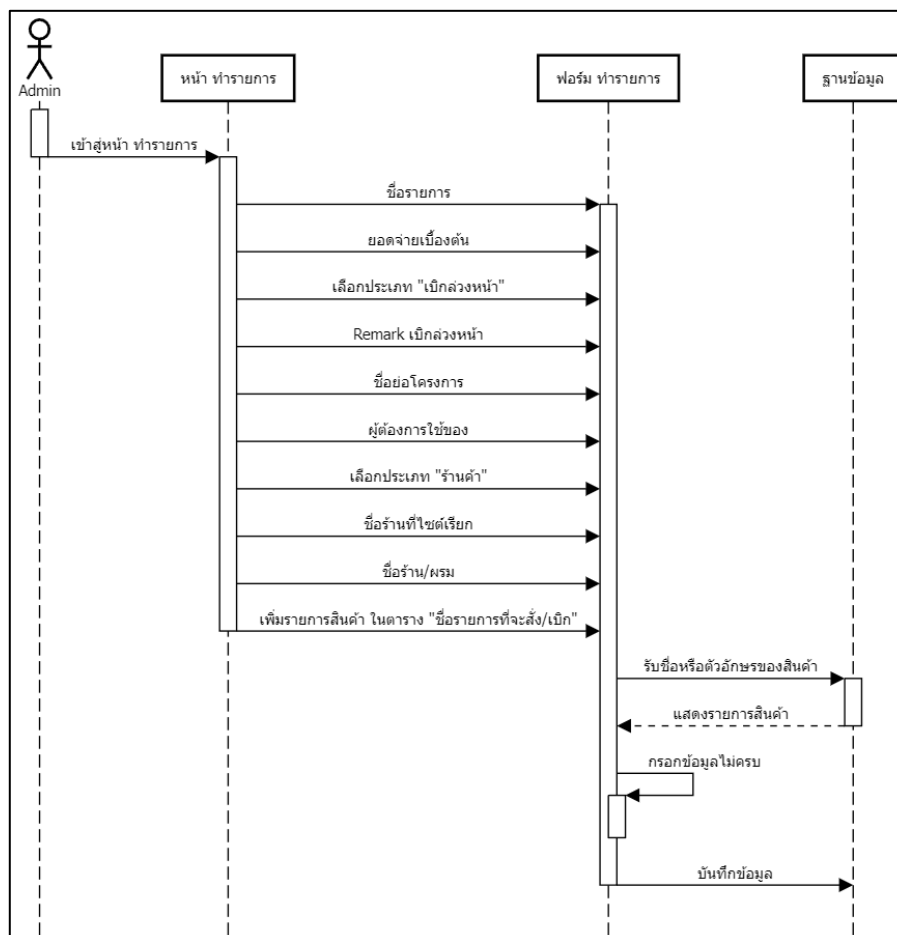 Admin
หน้า ทำรายการ
ฟอร์ม ทำรายการ
ฐานข้อมูล
เข้าสู่หน้า ทำรายการ
ชื่อรายการ
ยอดจ่ายเบื้องต้น
เลือกประเภท "เบิกล่วงหน้า"
Remark เบิกล่วงหน้า
ชื่อย่อโครงการ
ผู้ต้องการใช้ของ
เลือกประเภท "ร้านค้า"
ชื่อร้านที่ไซต์เรียก
ชื่อร้าน/ผรม
เพิ่มรายการสินค้า ในตาราง "ชื่อรายการที่จะสั่ง/เบิก"
รับชื่อหรือตัวอักษรของสินค้า
แสดงรายการสินค้า
กรอกข้อมูลไม่ครบ
บันทึกข้อมูล